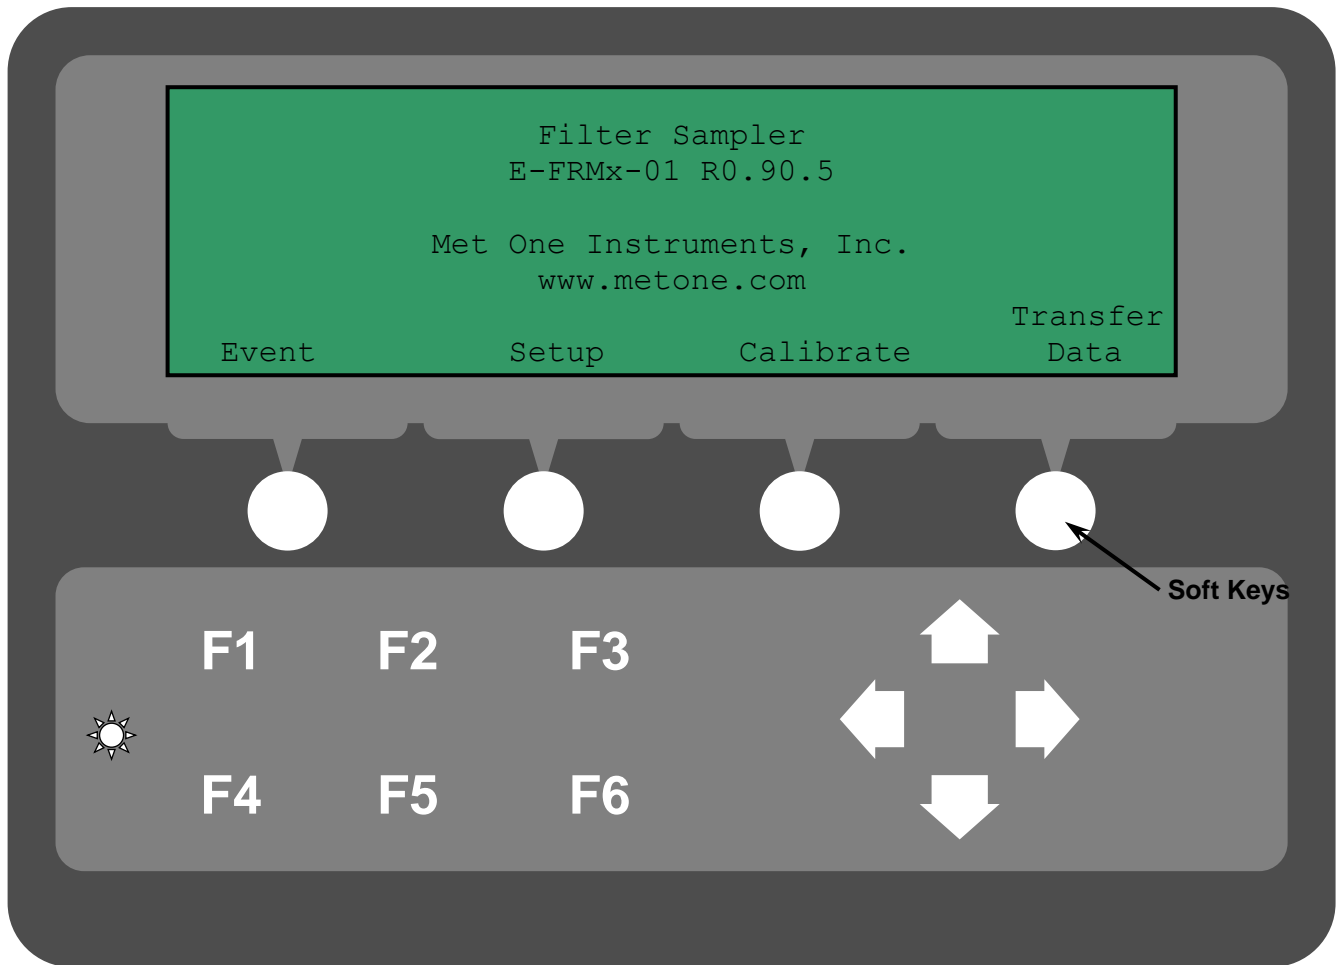 Filter Sampler
E-FRMx-01 R0.90.5
Met One Instruments, Inc.
www.metone.com
Transfer
Event Setup Calibrate Data
Soft Keys
F1 F2 F3
F4 F5 F6